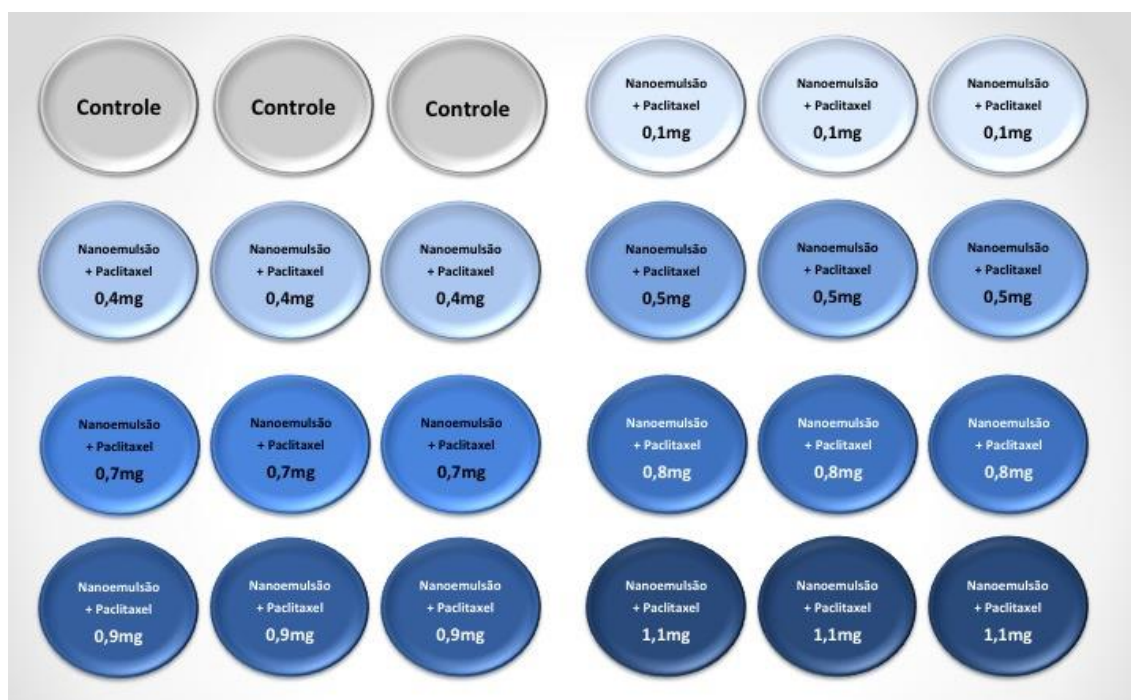 Controle
Controle
Controle
Nanoemulsão
+ Paclitaxel
0,1mg
Nanoemulsão
+ Paclitaxel
0,1mg
Nanoemulsão
+ Paclitaxel
0,1mg
Nanoemulsão
+ Paclitaxel
0,4mg
Nanoemulsão
+ Paclitaxel
0,4mg
Nanoemulsão
+ Paclitaxel
0,4mg
Nanoemulsão
+ Paclitaxel
0,5mg
Nanoemulsão
+ Paclitaxel
0,5mg
Nanoemulsão
+ Paclitaxel
0,5mg
Nanoemulsão
+ Paclitaxel
0,7mg
Nanoemulsão
+ Paclitaxel
0,7mg
Nanoemulsão
+ Paclitaxel
0,7mg
Nanoemulsão
+ Paclitaxel
0,8mg
Nanoemulsão
+ Paclitaxel
0,8mg
Nanoemulsão
+ Paclitaxel
0,8mg
Nanoemulsão
+ Paclitaxel
0,9mg
Nanoemulsão
+ Paclitaxel
0,9mg
Nanoemulsão
+ Paclitaxel
0,9mg
Nanoemulsão
+ Paclitaxel
1,1mg
Nanoemulsão
+ Paclitaxel
1,1mg
Nanoemulsão
+ Paclitaxel
1,1mg